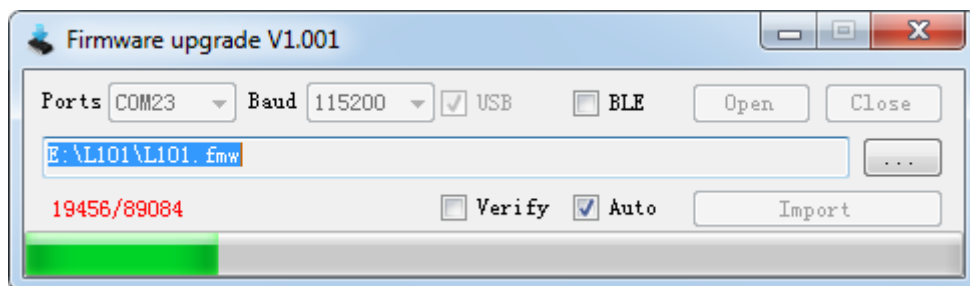 Firmware upgrade V1.001
Ports COM23 Baud 115200 USB BLE Open Close
E:\L101\L101.fmw ...
19456/89084 Verify Auto Import